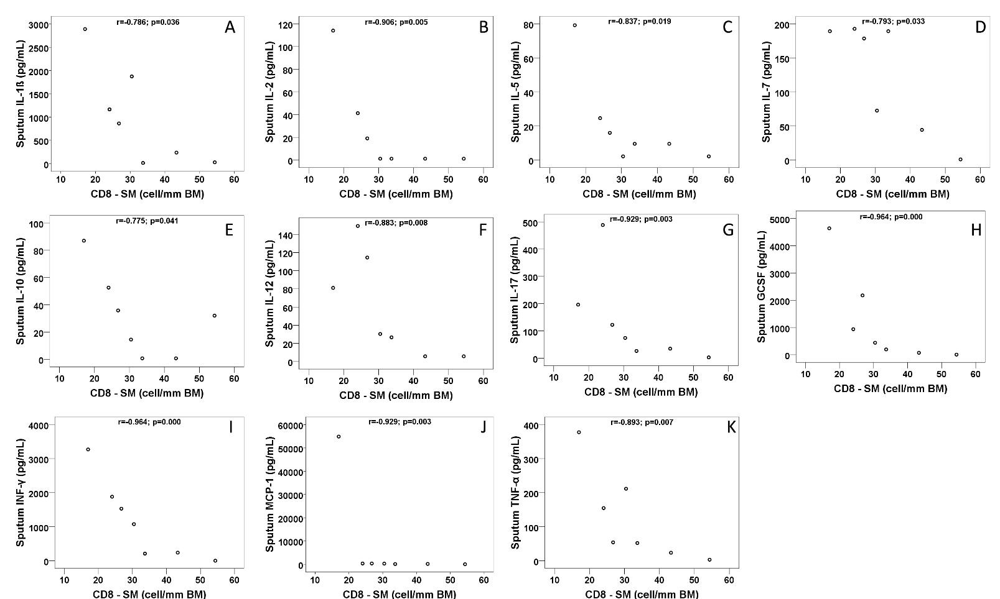 r=-0.786; p=0.036
A
Sputum IL-1ß (pg/mL)
3000
2500
2000
1500
1000
500
0
10 20 30 40 50 60
CD8 - SM (cell/mm BM)
r=-0.906; p=0.005
B
Sputum IL-2 (pg/mL)
120
100
80
60
40
20
0
10 20 30 40 50 60
CD8 - SM (cell/mm BM)
r=-0.837; p=0.019
C
Sputum IL-5 (pg/mL)
80
60
40
20
0
10 20 30 40 50 60
CD8 - SM (cell/mm BM)
r=-0.793; p=0.033
D
Sputum IL-7 (pg/mL)
200
150
100
50
0
10 20 30 40 50 60
CD8 - SM (cell/mm BM)
r=-0.775; p=0.041
E
Sputum IL-10 (pg/mL)
100
80
60
40
20
0
10 20 30 40 50 60
CD8 - SM (cell/mm BM)
r=-0.883; p=0.008
F
Sputum IL-12 (pg/mL)
140
120
100
80
60
40
20
0
10 20 30 40 50 60
CD8 - SM (cell/mm BM)
r=-0.929; p=0.003
G
Sputum IL-17 (pg/mL)
500
400
300
200
100
0
10 20 30 40 50 60
CD8 - SM (cell/mm BM)
r=-0.964; p=0.000
H
Sputum GCSF (pg/mL)
5000
4000
3000
2000
1000
0
10 20 30 40 50 60
CD8 - SM (cell/mm BM)
r=-0.964; p=0.000
I
Sputum INF-γ (pg/mL)
4000
3000
2000
1000
0
10 20 30 40 50 60
CD8 - SM (cell/mm BM)
r=-0.929; p=0.003
J
Sputum MCP-1 (pg/mL)
60000
50000
40000
30000
20000
10000
0
10 20 30 40 50 60
CD8 - SM (cell/mm BM)
r=-0.893; p=0.007
K
Sputum TNF-α (pg/mL)
400
300
200
100
0
10 20 30 40 50 60
CD8 - SM (cell/mm BM)